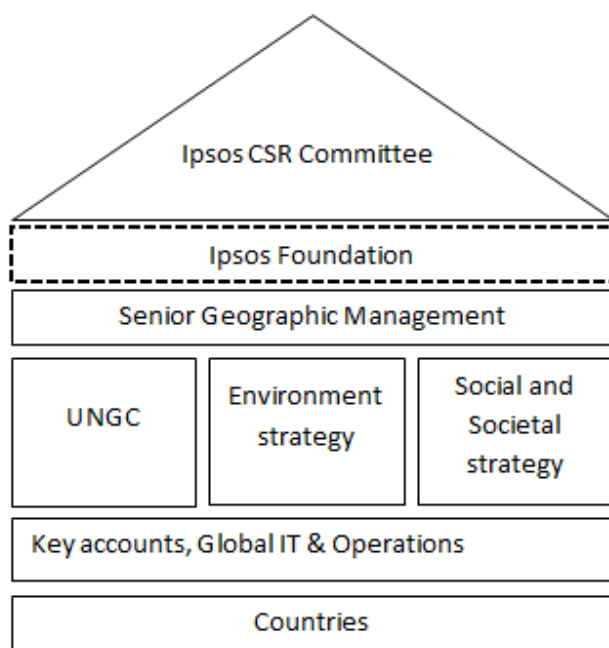 Ipsos CSR Committee
Ipsos Foundation
Senior Geographic Management
UNGC
Environment
strategy
Social and
Societal
strategy
Key accounts, Global IT & Operations
Countries